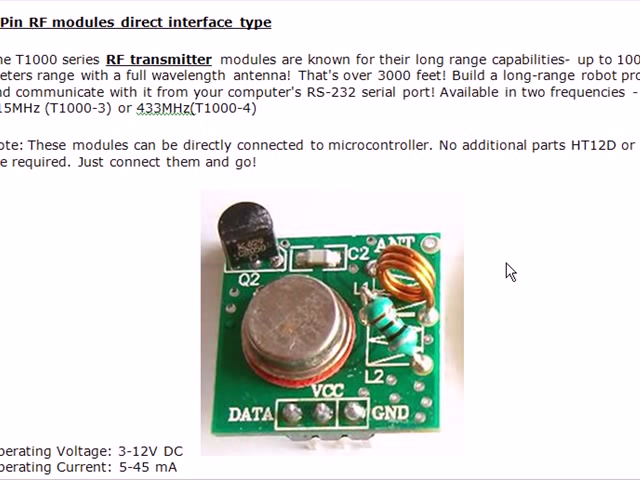 Pin RF modules direct interface type
ne T1000 series RF transmitter modules are known for their long range capabilities- up to 100
eters range with a full wavelength antenna! That's over 3000 feet! Build a long-range robot pro
nd communicate with it from your computer's RS-232 serial port! Available in two frequencies -
15MHz (T1000-3) or 433MHz(T1000-4)
ote: These modules can be directly connected to microcontroller. No additional parts HT12D or
e required. Just connect them and go!
ANT
C2
Q2
L1
L2
VCC
DATA GND
perating Voltage: 3-12V DC
perating Current: 5-45 mA